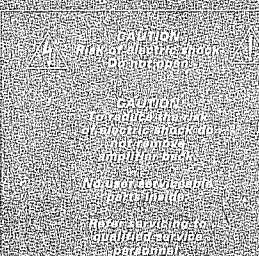 CAUTION
Risk of electric shock
Do not open
CAUTION:
To reduce the risk
of electric shock do
not remove
amplifier back
No user serviceable
parts inside
Refer servicing to
qualified service
personnel